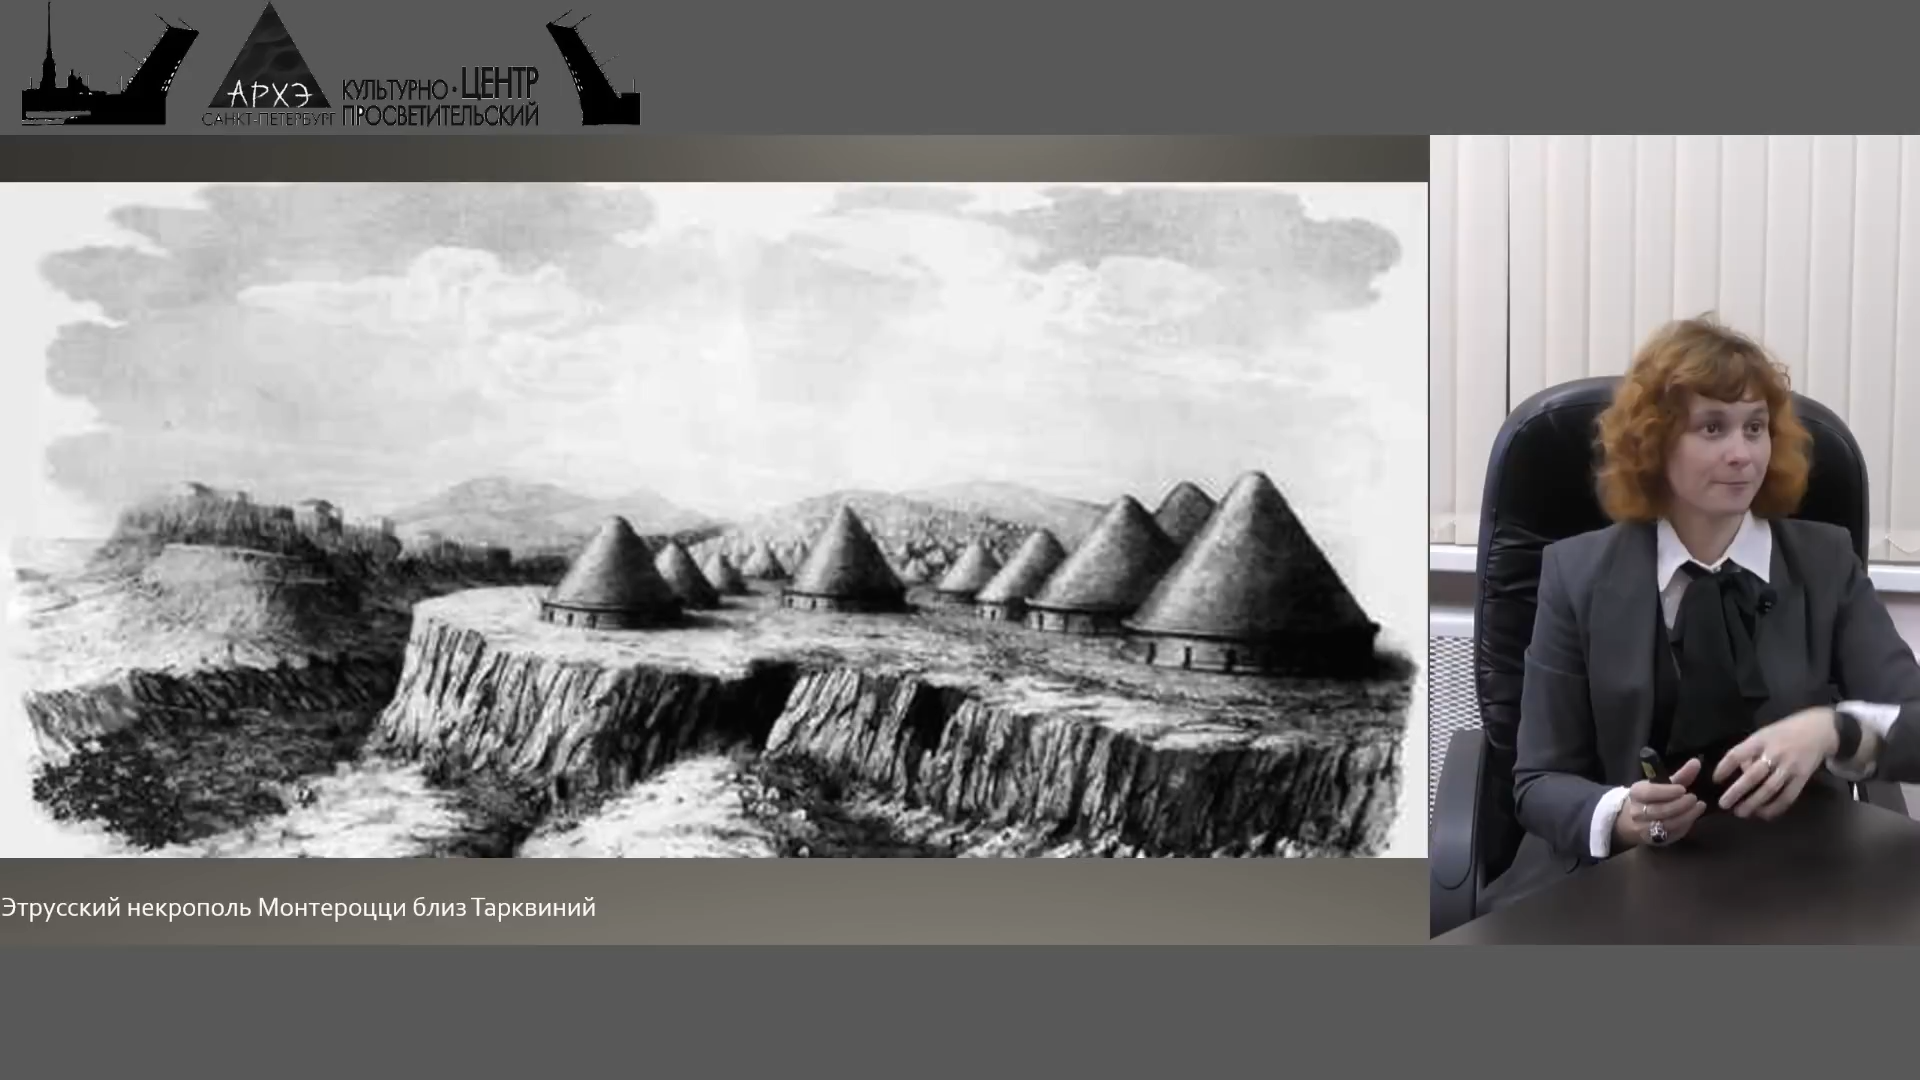 АРХЭ
САНКТ-ПЕТЕРБУРГ
КУЛЬТУРНО·ЦЕНТР
ПРОСВЕТИТЕЛЬСКИЙ
Этрусский некрополь Монтероцци близ Тарквиний